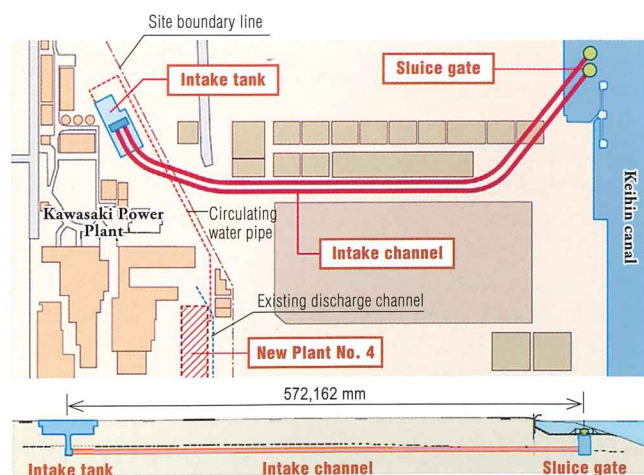 Site boundary line
Intake tank
Sluice gate
Keihin canal
Kawasaki Power
Plant
Circulating
water pipe
Intake channel
Existing discharge channel
New Plant No. 4
572,162 mm
Intake tank
Intake channel
Sluice gate